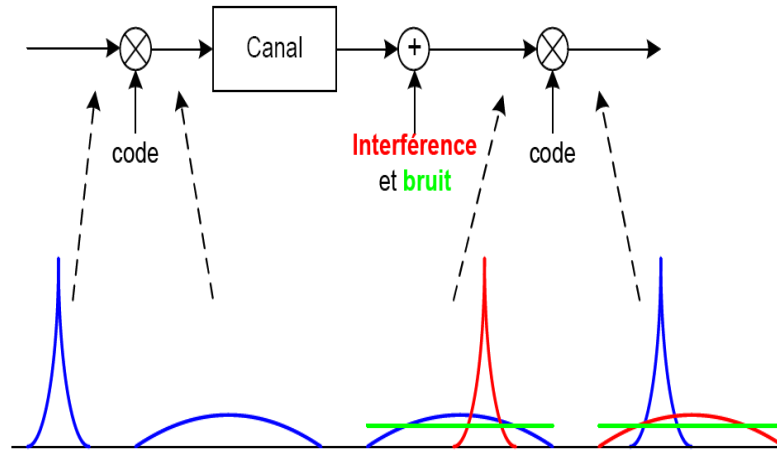 Canal
+
code
Interférence
et bruit
code